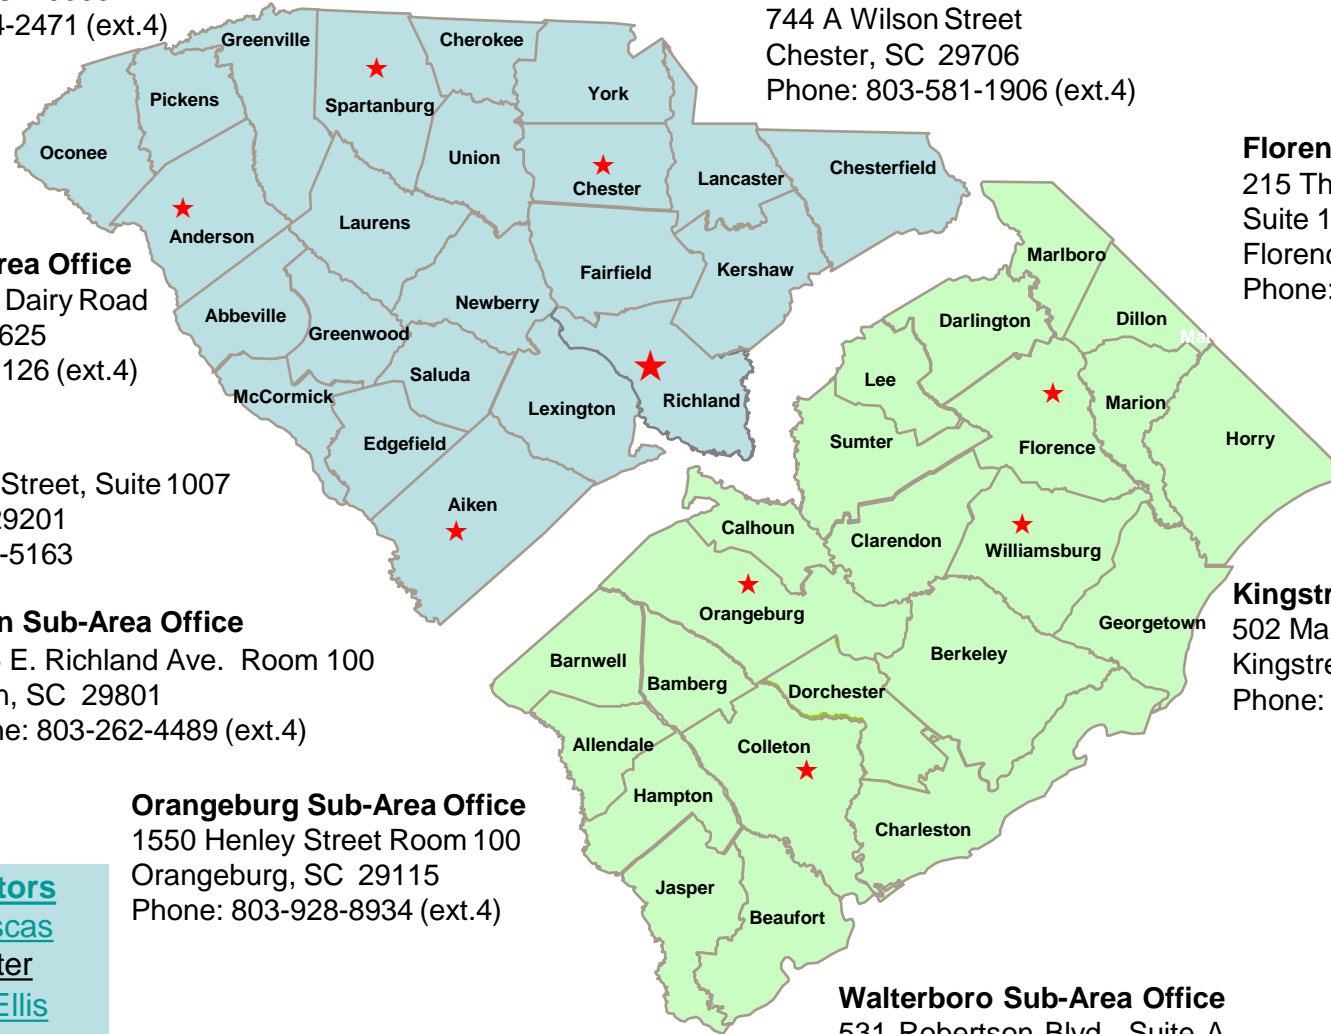 4-2471 (ext.4)
744 A Wilson Street
Chester, SC 29706
Phone: 803-581-1906 (ext.4)
Greenville
Cherokee
Pickens
Spartanburg
York
Oconee
Union
Chester
Lancaster
Chesterfield
Anderson
Laurens
Fairfield
Kershaw
Abbeville
Newberry
Greenwood
Saluda
McCormick
Lexington
Richland
Edgefield
Aiken
rea Office
Dairy Road
625
126 (ext.4)
Street, Suite 1007
29201
-5163
n Sub-Area Office
E. Richland Ave. Room 100
n, SC 29801
ne: 803-262-4489 (ext.4)
Orangeburg Sub-Area Office
1550 Henley Street Room 100
Orangeburg, SC 29115
Phone: 803-928-8934 (ext.4)
tors
scas
ter
Ellis
Floren
215 Th
Suite 1
Florenc
Phone:
Marlboro
Darlington
Dillon
Ma
Lee
Marion
Sumter
Florence
Horry
Calhoun
Clarendon
Williamsburg
Orangeburg
Georgetown
Barnwell
Bamberg
Berkeley
Dorchester
Allendale
Colleton
Hampton
Charleston
Jasper
Beaufort
Kingstr
502 Ma
Kingstre
Phone:
Walterboro Sub-Area Office
531 Robertson Blvd., Suite A